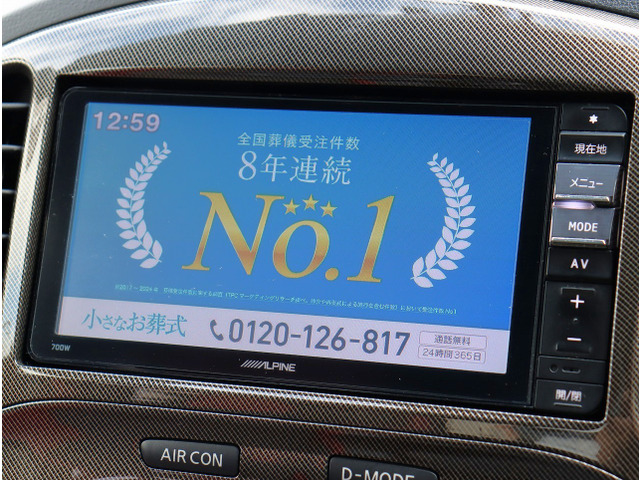 12:59
全国葬儀受注件数
8年連続
No.1
小さなお葬式
0120-126-817
通話無料
24時間365日
700W
ALPINE
✱
現在地
メニュー
MODE
AV
+
−
開/閉
AIR CON
D-MODE